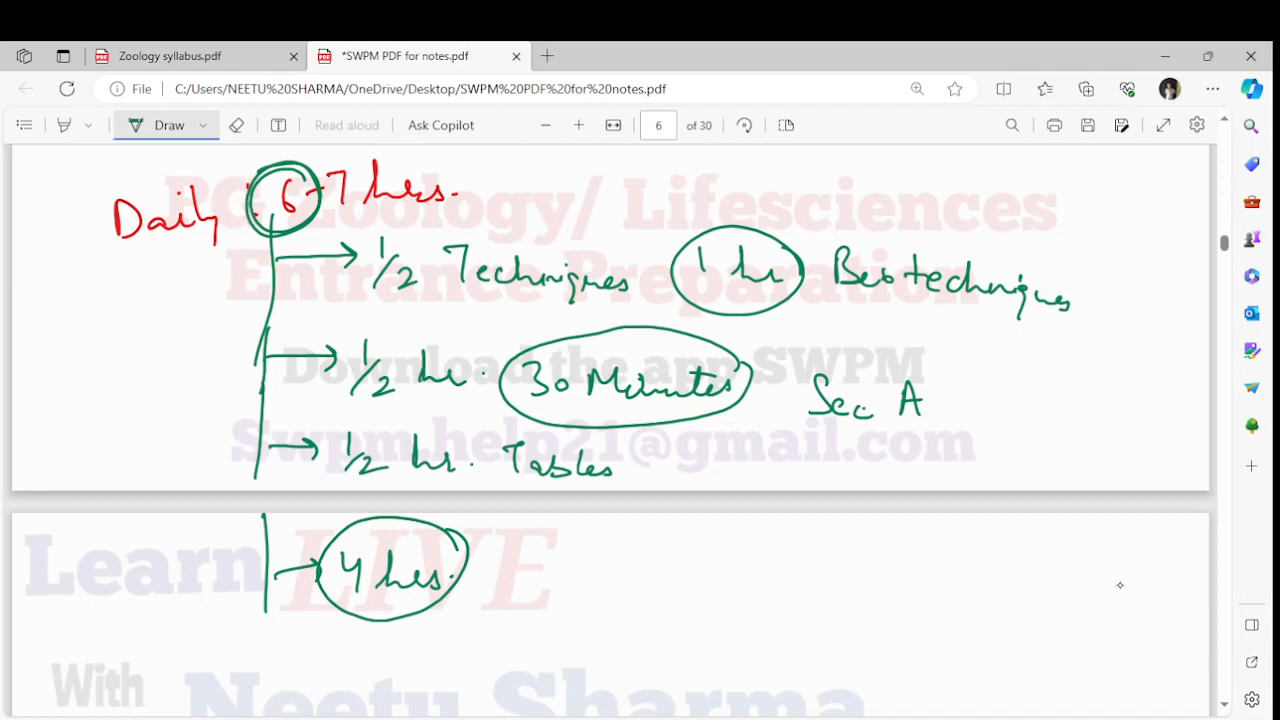 Zoology syllabus.pdf
*SWPM PDF for notes.pdf
File C:/Users/NEETU%20SHARMA/OneDrive/Desktop/SWPM%20PDF%20for%20notes.pdf
Draw Read aloud Ask Copilot 6 of 30
PG Zoology/ Lifesciences
Daily : 6-7 hrs.
1/2 Techniques 1 hr Biotechniques
Entrance Preparation
Download the app SWPM
1/2 hr. 30 Minutes Sec A
Swpm.help21@gmail.com
1/2 hr. Tables
Learn LIVE
4 hrs.
With Neetu Sharma